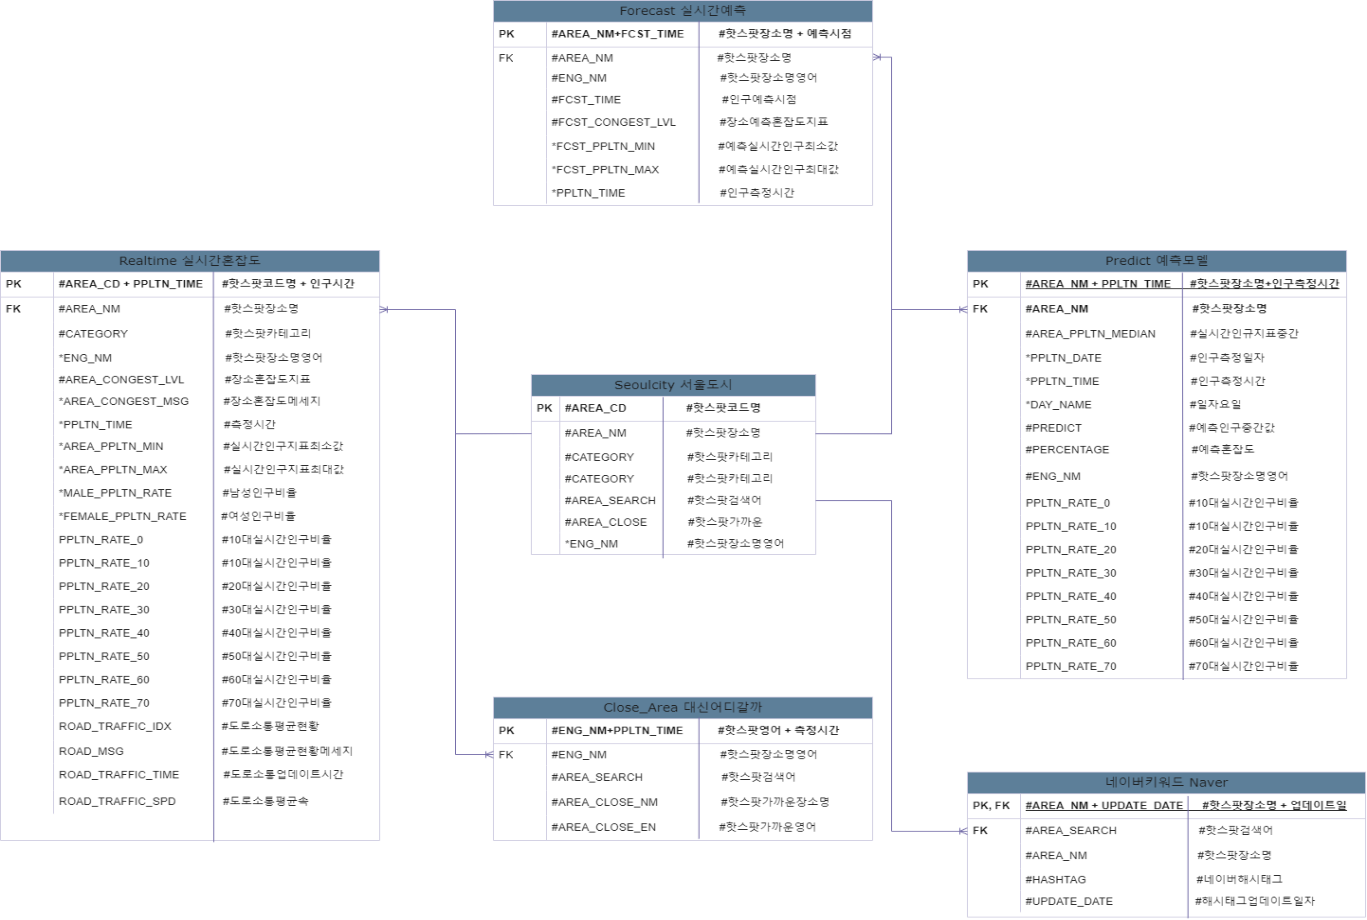 Forecast 실시간예측
PK #AREA_NM+FCST_TIME #핫스팟장소명 + 예측시점
FK #AREA_NM #핫스팟장소명
#ENG_NM #핫스팟장소명영어
#FCST_TIME #인구예측시점
#FCST_CONGEST_LVL #장소예측혼잡도지표
*FCST_PPLTN_MIN #예측실시간인구최소값
*FCST_PPLTN_MAX #예측실시간인구최대값
*PPLTN_TIME #인구측정시간
Realtime 실시간혼잡도
PK #AREA_CD + PPLTN_TIME #핫스팟코드명 + 인구시간
FK #AREA_NM #핫스팟장소명
#CATEGORY #핫스팟카테고리
*ENG_NM #핫스팟장소명영어
#AREA_CONGEST_LVL #장소혼잡도지표
*AREA_CONGEST_MSG #장소혼잡도메세지
*PPLTN_TIME #측정시간
*AREA_PPLTN_MIN #실시간인구지표최소값
*AREA_PPLTN_MAX #실시간인구지표최대값
*MALE_PPLTN_RATE #남성인구비율
*FEMALE_PPLTN_RATE #여성인구비율
PPLTN_RATE_0 #10대실시간인구비율
PPLTN_RATE_10 #10대실시간인구비율
PPLTN_RATE_20 #20대실시간인구비율
PPLTN_RATE_30 #30대실시간인구비율
PPLTN_RATE_40 #40대실시간인구비율
PPLTN_RATE_50 #50대실시간인구비율
PPLTN_RATE_60 #60대실시간인구비율
PPLTN_RATE_70 #70대실시간인구비율
ROAD_TRAFFIC_IDX #도로소통평균현황
ROAD_MSG #도로소통평균현황메세지
ROAD_TRAFFIC_TIME #도로소통업데이트시간
ROAD_TRAFFIC_SPD #도로소통평균속
Seoulcity 서울도시
PK #AREA_CD #핫스팟코드명
#AREA_NM #핫스팟장소명
#CATEGORY #핫스팟카테고리
#CATEGORY #핫스팟카테고리
#AREA_SEARCH #핫스팟검색어
#AREA_CLOSE #핫스팟가까운
*ENG_NM #핫스팟장소명영어
Predict 예측모델
PK #AREA_NM + PPLTN_TIME #핫스팟장소명+인구측정시간
FK #AREA_NM #핫스팟장소명
#AREA_PPLTN_MEDIAN #실시간인규지표중간
*PPLTN_DATE #인구측정일자
*PPLTN_TIME #인구측정시간
*DAY_NAME #일자요일
#PREDICT #예측인구중간값
#PERCENTAGE #예측혼잡도
#ENG_NM #핫스팟장소명영어
PPLTN_RATE_0 #10대실시간인구비율
PPLTN_RATE_10 #10대실시간인구비율
PPLTN_RATE_20 #20대실시간인구비율
PPLTN_RATE_30 #30대실시간인구비율
PPLTN_RATE_40 #40대실시간인구비율
PPLTN_RATE_50 #50대실시간인구비율
PPLTN_RATE_60 #60대실시간인구비율
PPLTN_RATE_70 #70대실시간인구비율
Close_Area 대신어디갈까
PK #ENG_NM+PPLTN_TIME #핫스팟영어 + 측정시간
FK #ENG_NM #핫스팟장소명영어
#AREA_SEARCH #핫스팟검색어
#AREA_CLOSE_NM #핫스팟가까운장소명
#AREA_CLOSE_EN #핫스팟가까운영어
네이버키워드 Naver
PK, FK #AREA_NM + UPDATE_DATE #핫스팟장소명 + 업데이트일
FK #AREA_SEARCH #핫스팟검색어
#AREA_NM #핫스팟장소명
#HASHTAG #네이버해시태그
#UPDATE_DATE #해시태그업데이트일자